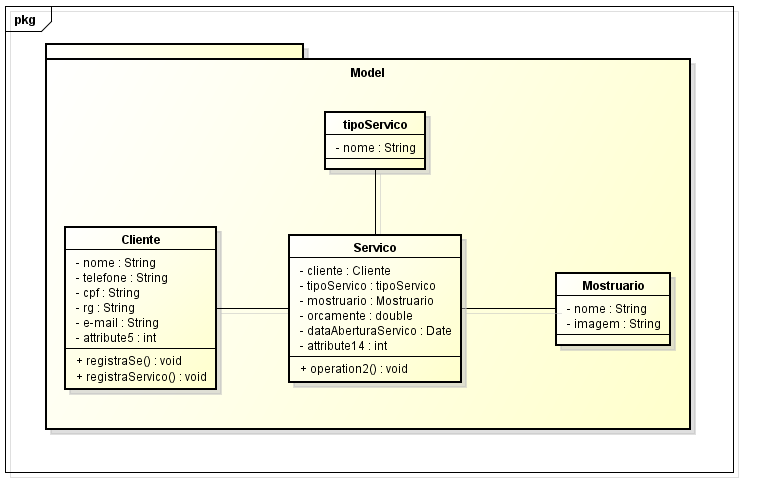 pkg
Model
tipoServico
- nome : String
Cliente
- nome : String
- telefone : String
- cpf : String
- rg : String
- e-mail : String
- attribute5 : int
+ registraSe() : void
+ registraServico() : void
Servico
- cliente : Cliente
- tipoServico : tipoServico
- mostruario : Mostruario
- orcamente : double
- dataAberturaServico : Date
- attribute14 : int
+ operation2() : void
Mostruario
- nome : String
- imagem : String